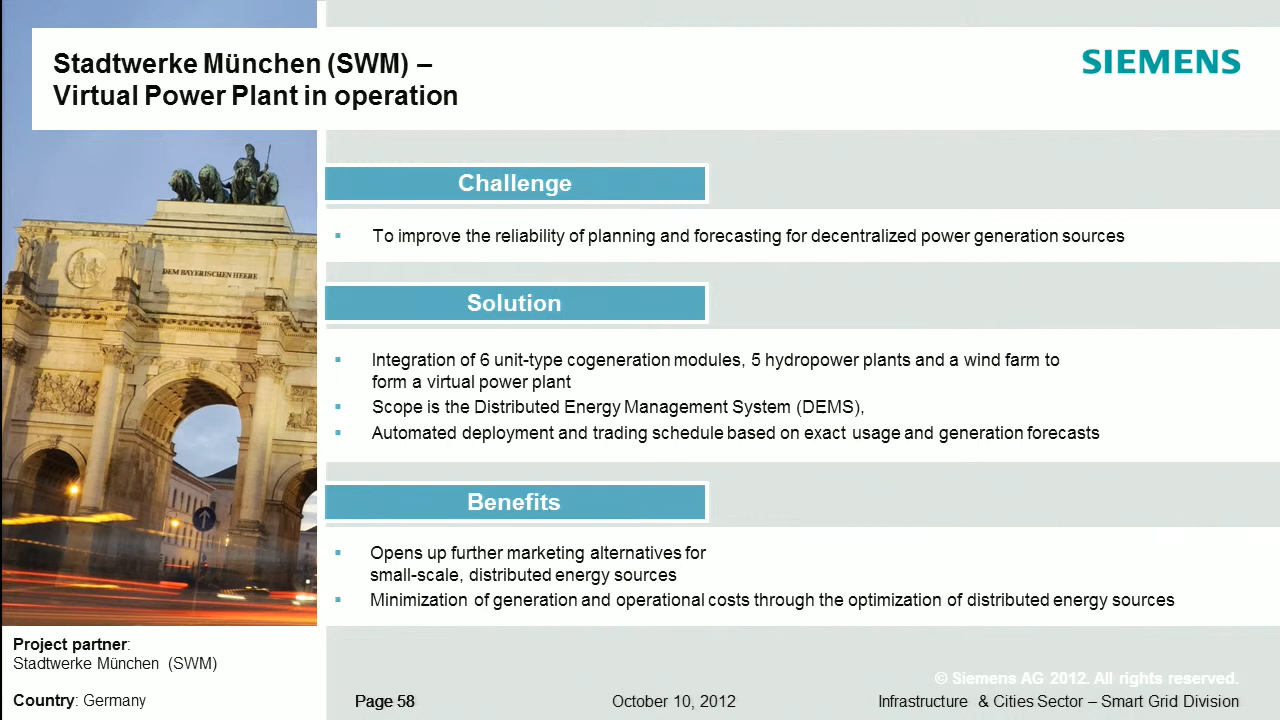 Stadtwerke München (SWM) –
Virtual Power Plant in operation
SIEMENS
DEM BAYERISCHEN HEERE
Challenge
▪ To improve the reliability of planning and forecasting for decentralized power generation sources
Solution
▪ Integration of 6 unit-type cogeneration modules, 5 hydropower plants and a wind farm to
form a virtual power plant
▪ Scope is the Distributed Energy Management System (DEMS),
▪ Automated deployment and trading schedule based on exact usage and generation forecasts
Benefits
▪ Opens up further marketing alternatives for
small-scale, distributed energy sources
▪ Minimization of generation and operational costs through the optimization of distributed energy sources
Project partner:
Stadtwerke München (SWM)
Country: Germany
© Siemens AG 2012. All rights reserved.
Page 58 October 10, 2012 Infrastructure & Cities Sector – Smart Grid Division